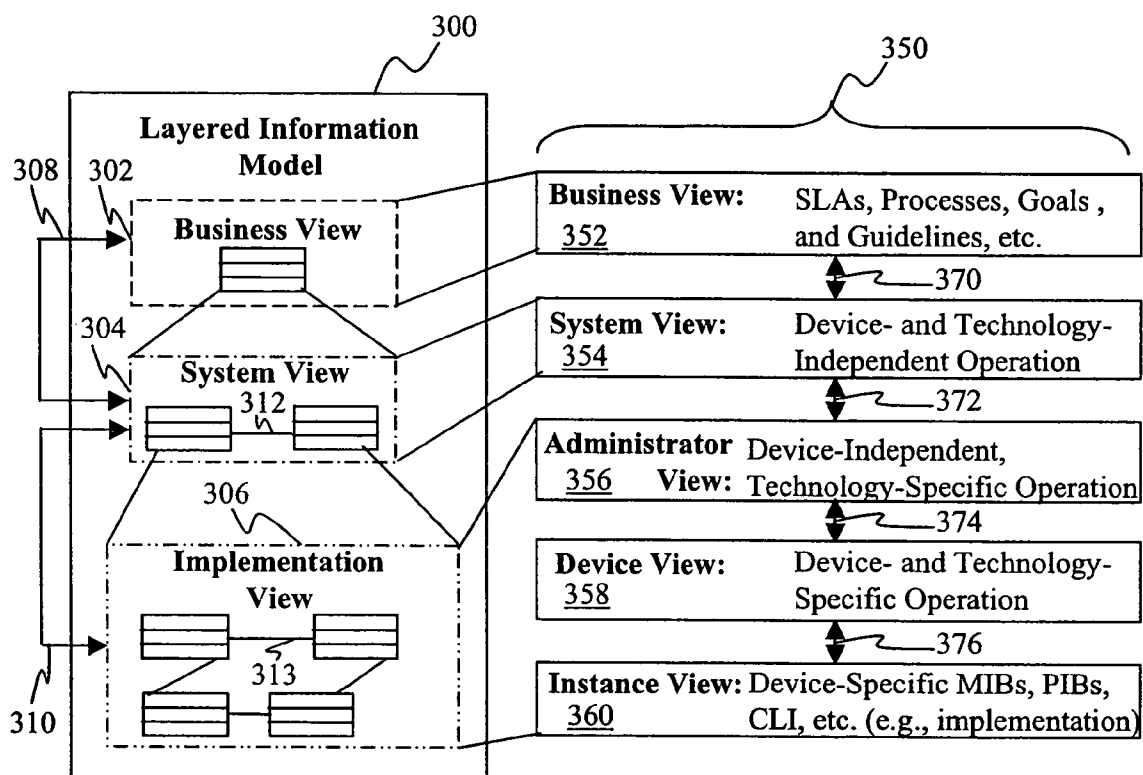 300
350
Layered Information
Model
308
302
Business View
304
System View
312
306
Implementation
View
313
310
Business View: SLAs, Processes, Goals ,
352 and Guidelines, etc.
370
System View: Device- and Technology-
354 Independent Operation
372
Administrator Device-Independent,
356 View: Technology-Specific Operation
374
Device View: Device- and Technology-
358 Specific Operation
376
Instance View: Device-Specific MIBs, PIBs,
360 CLI, etc. (e.g., implementation)